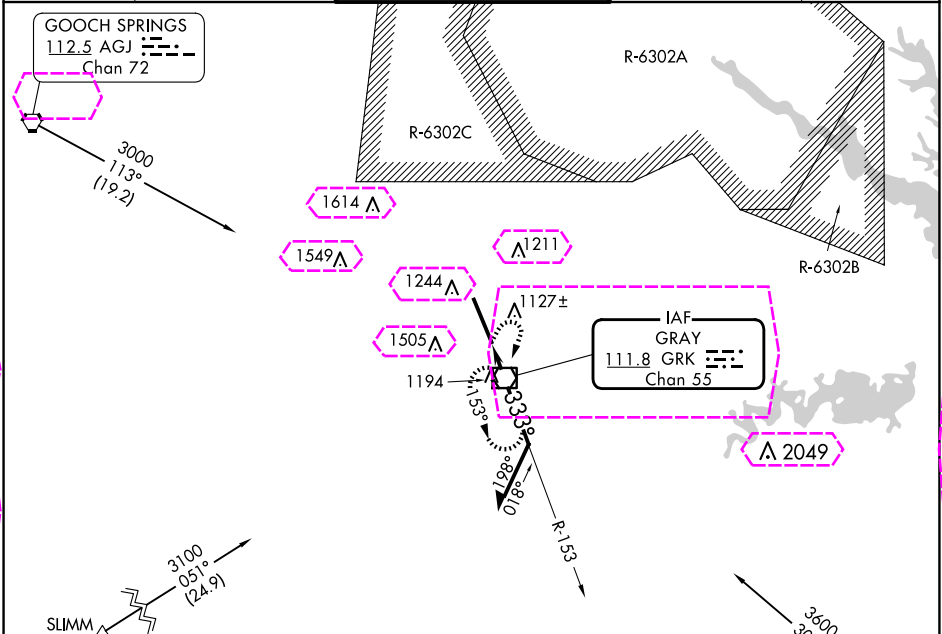 GOOCH SPRINGS
112.5 AGJ
Chan 72
R-6302A
R-6302C
R-6302B
3000
113°
(19.2)
1614
1549
1211
1244
1127±
1505
1194
IAF
GRAY
111.8 GRK
Chan 55
333°
153°
2049
198°
018°
R-153
3100
051°
(24.9)
SLIMM
3600